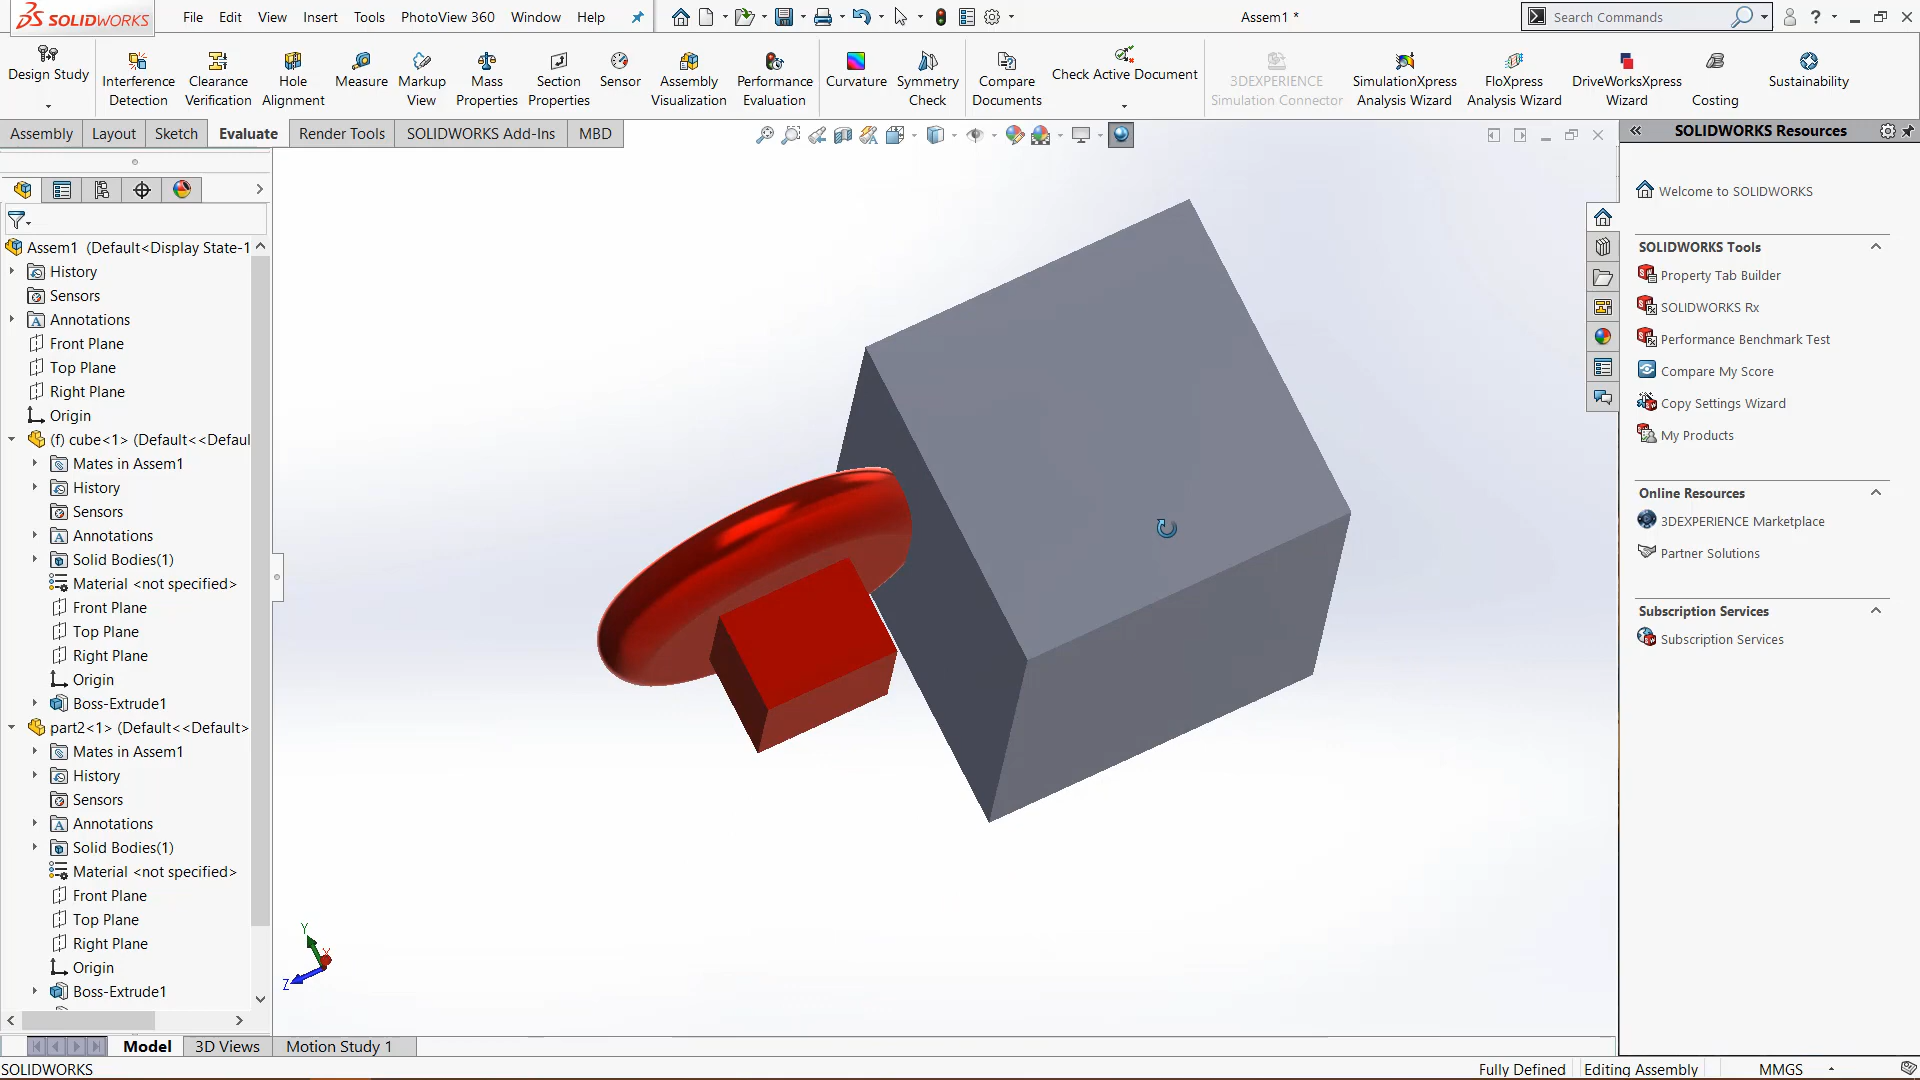 SOLIDWORKS File Edit View Insert Tools PhotoView 360 Window Help Assem1 * Search Commands ?
Design Study
Interference Detection
Clearance Verification
Hole Alignment
Measure
Markup View
Mass Properties
Section Properties
Sensor
Assembly Visualization
Performance Evaluation
Curvature
Symmetry Check
Compare Documents
Check Active Document
3DEXPERIENCE Simulation Connector
SimulationXpress Analysis Wizard
FloXpress Analysis Wizard
DriveWorksXpress Wizard
Costing
Sustainability
Assembly Layout Sketch Evaluate Render Tools SOLIDWORKS Add-Ins MBD
Assem1 (Default<Display State-1
History
Sensors
Annotations
Front Plane
Top Plane
Right Plane
Origin
(f) cube<1> (Default<<Defaul
Mates in Assem1
History
Sensors
Annotations
Solid Bodies(1)
Material <not specified>
Front Plane
Top Plane
Right Plane
Origin
Boss-Extrude1
part2<1> (Default<<Default>
Mates in Assem1
History
Sensors
Annotations
Solid Bodies(1)
Material <not specified>
Front Plane
Top Plane
Right Plane
Origin
Boss-Extrude1
Y
X
Z
SOLIDWORKS Resources
Welcome to SOLIDWORKS
SOLIDWORKS Tools
Property Tab Builder
SOLIDWORKS Rx
Performance Benchmark Test
Compare My Score
Copy Settings Wizard
My Products
Online Resources
3DEXPERIENCE Marketplace
Partner Solutions
Subscription Services
Subscription Services
Model 3D Views Motion Study 1
SOLIDWORKS Fully Defined Editing Assembly MMGS